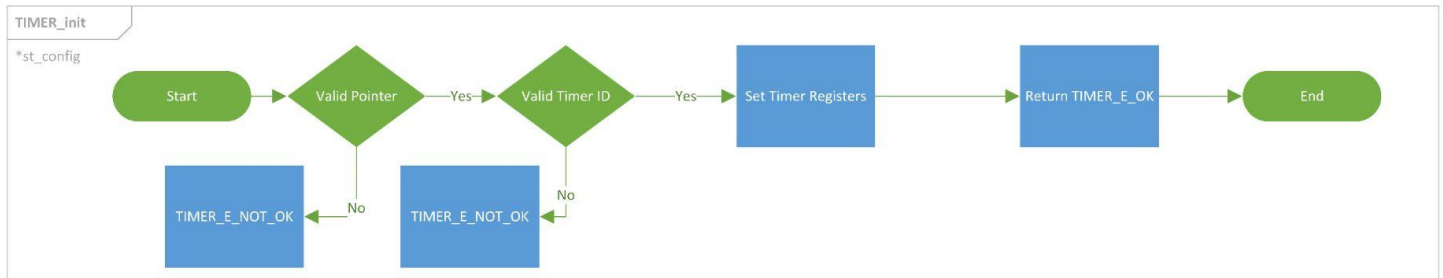 TIMER_init
*st_config
Start
Valid Pointer
Yes
Valid Timer ID
Yes
Set Timer Registers
Return TIMER_E_OK
End
No
TIMER_E_NOT_OK
No
TIMER_E_NOT_OK